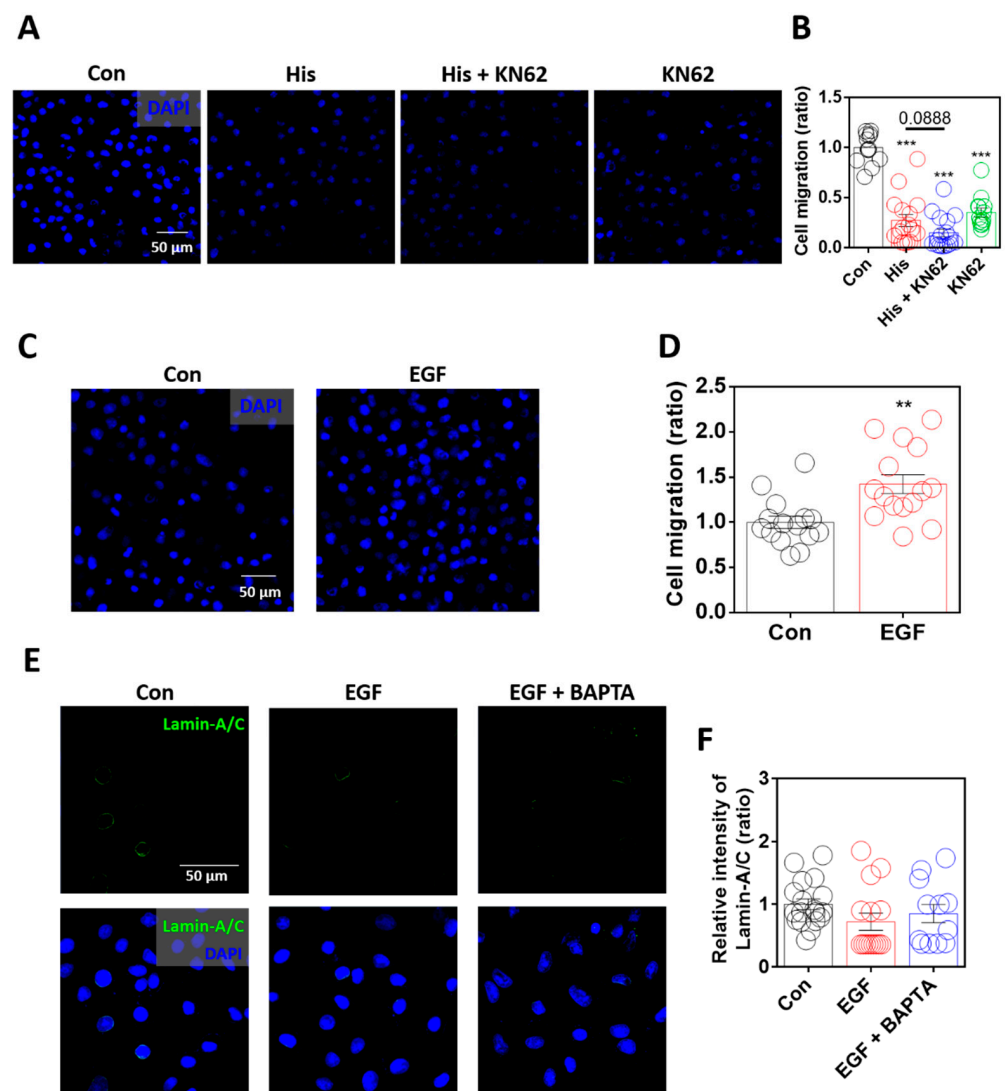 A
Con
His
His + KN62
KN62
DAPI
50 µm
B
Cell migration (ratio)
1.5
1.0
0.5
0.0
0.0888
***
***
***
Con
His
His + KN62
KN62
C
Con
EGF
DAPI
50 µm
D
Cell migration (ratio)
2.5
2.0
1.5
1.0
0.5
0.0
**
Con
EGF
E
Con
EGF
EGF + BAPTA
Lamin-A/C
50 µm
Lamin-A/C
DAPI
F
Relative intensity of
Lamin-A/C (ratio)
3
2
1
0
Con
EGF
EGF + BAPTA